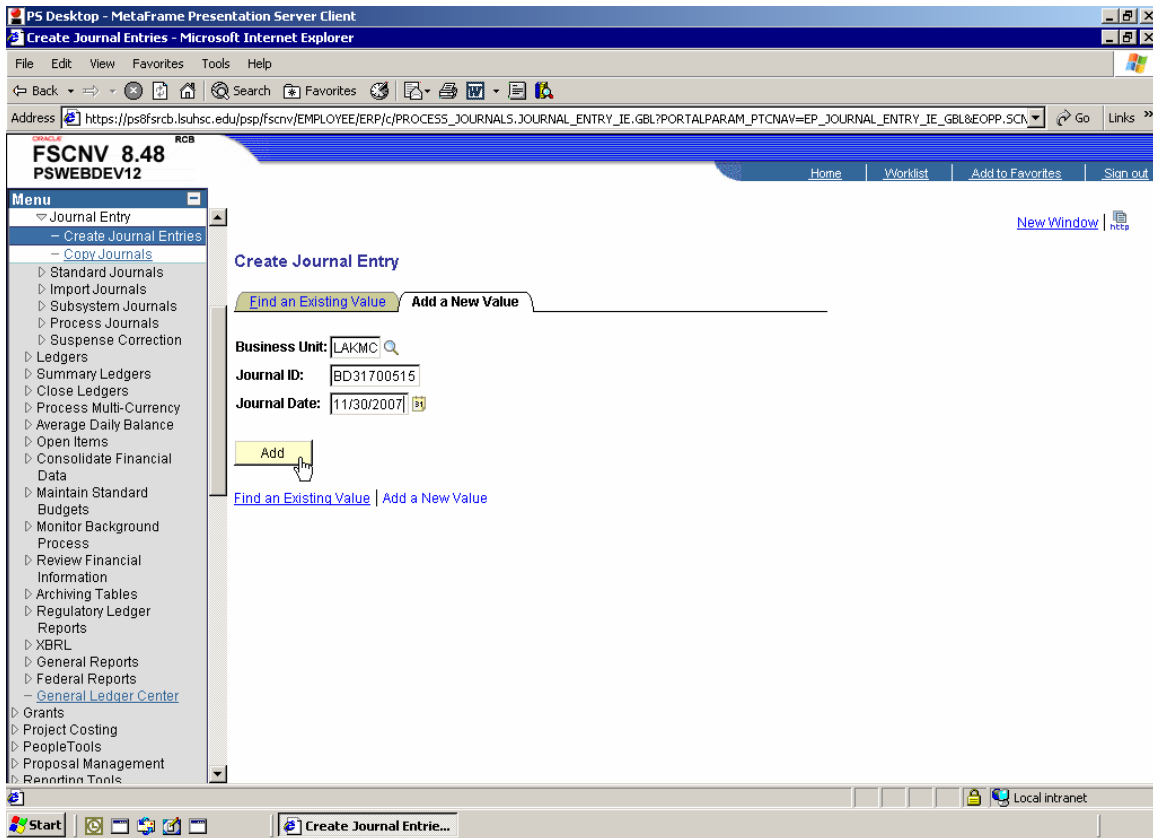 PS Desktop - MetaFrame Presentation Server Client
Create Journal Entries - Microsoft Internet Explorer
File Edit View Favorites Tools Help
Back Search Favorites
Address https://ps8fsrcb.lsuhsc.edu/psp/fscnv/EMPLOYEE/ERP/c/PROCESS_JOURNALS.JOURNAL_ENTRY_IE.GBL?PORTALPARAM_PTCNAV=EP_JOURNAL_ENTRY_IE_GBL&EOPP.SCN Go Links »
ORACLE RCB
FSCNV 8.48
PSWEBDEV12
Home Worklist Add to Favorites Sign out
Menu
Journal Entry
– Create Journal Entries
– Copy Journals
Standard Journals
Import Journals
Subsystem Journals
Process Journals
Suspense Correction
Ledgers
Summary Ledgers
Close Ledgers
Process Multi-Currency
Average Daily Balance
Open Items
Consolidate Financial
Data
Maintain Standard
Budgets
Monitor Background
Process
Review Financial
Information
Archiving Tables
Regulatory Ledger
Reports
XBRL
General Reports
Federal Reports
– General Ledger Center
Grants
Project Costing
PeopleTools
Proposal Management
Reporting Tools
New Window | http
Create Journal Entry
Find an Existing Value Add a New Value
Business Unit: LAKMC
Journal ID: BD31700515
Journal Date: 11/30/2007 31
Add
Find an Existing Value | Add a New Value
Local intranet
Start Create Journal Entrie...